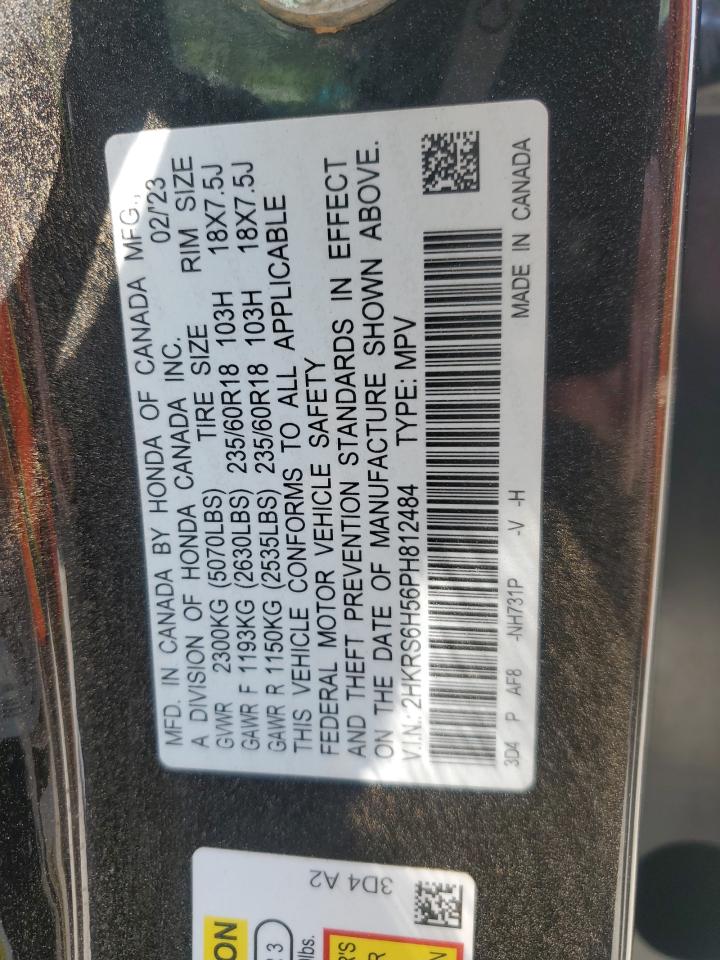 MFD. IN CANADA BY HONDA OF CANADA MFG.,
A DIVISION OF HONDA CANADA INC. 02/'23
GVWR 2300KG (5070LBS) TIRE SIZE RIM SIZE
GAWR F 1193KG (2630LBS) 235/60R18 103H 18X7.5J
GAWR R 1150KG (2535LBS) 235/60R18 103H 18X7.5J
THIS VEHICLE CONFORMS TO ALL APPLICABLE
FEDERAL MOTOR VEHICLE SAFETY
AND THEFT PREVENTION STANDARDS IN EFFECT
ON THE DATE OF MANUFACTURE SHOWN ABOVE.
V.I.N.: 2HKRS6H56PH812484 TYPE: MPV
3D4 P AF8 -NH731P -V -H MADE IN CANADA
3D4 A2
ON
3
lbs.
R'S
R
N